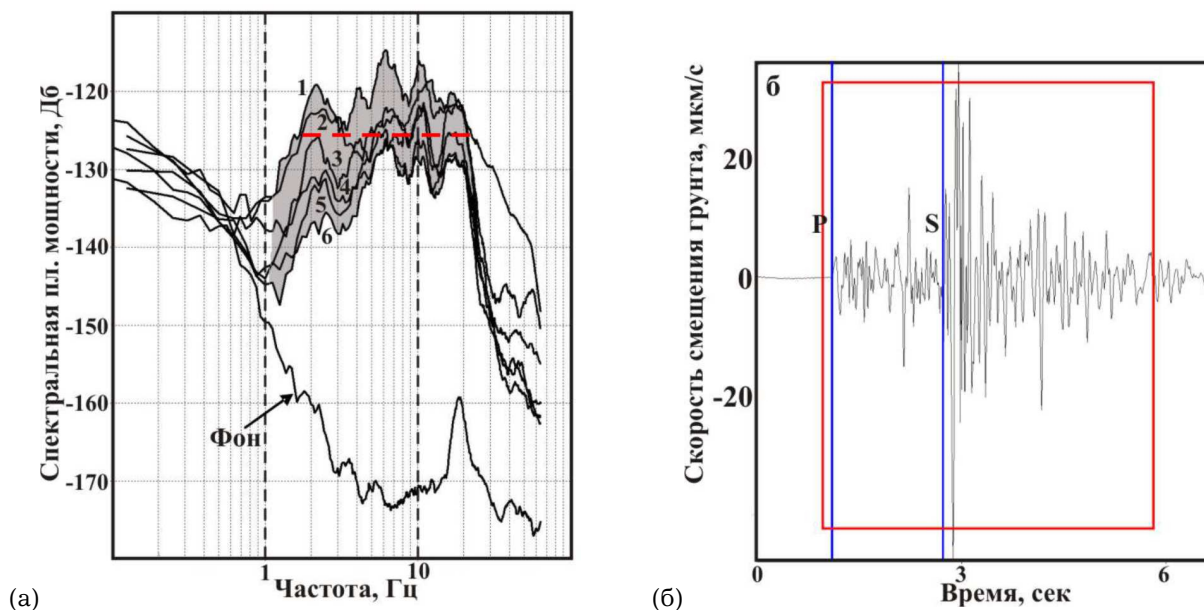 Спектральная пл. мощности, Дб
-120
-130
-140
-150
-160
-170
1
2
3
4
5
6
Фон
1
10
Частота, Гц
(а)
б
Скорость смещения грунта, мкм/с
20
0
-20
P
S
0
3
6
Время, сек
(б)